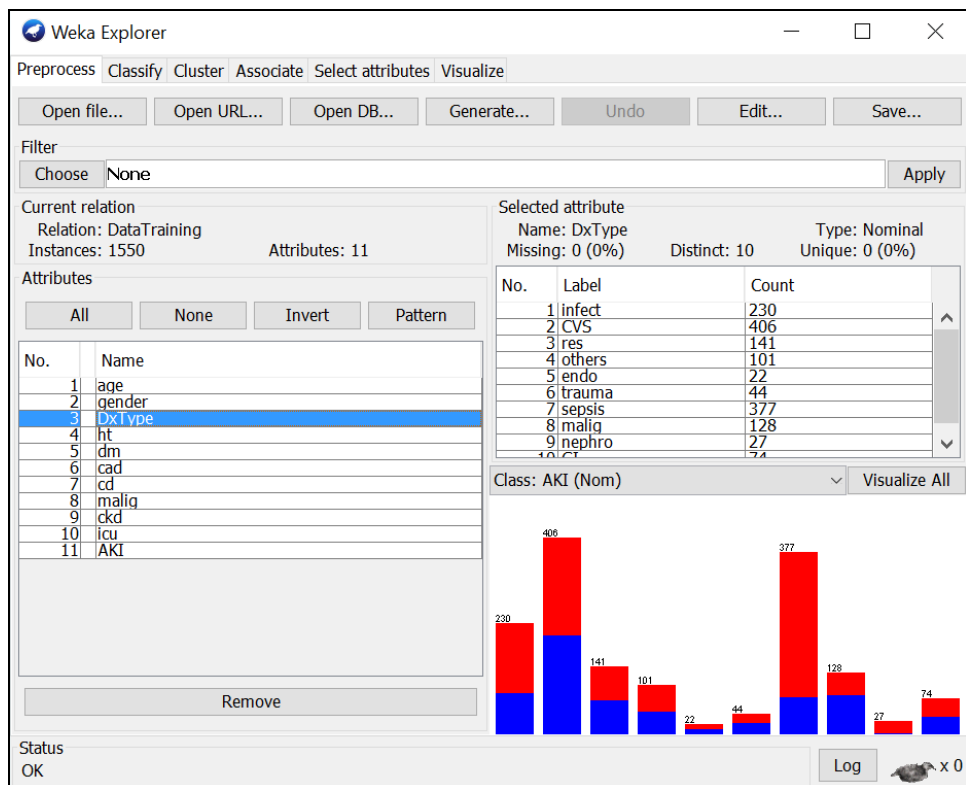 Weka Explorer
Preprocess Classify Cluster Associate Select attributes Visualize
Open file... Open URL... Open DB... Generate... Undo Edit... Save...
Filter
Choose None Apply
Current relation
Relation: DataTraining
Instances: 1550 Attributes: 11
Attributes
All None Invert Pattern
No. Name
1 age
2 gender
3 DxType
4 ht
5 dm
6 cad
7 cd
8 malig
9 ckd
10 icu
11 AKI
Remove
Selected attribute
Name: DxType Type: Nominal
Missing: 0 (0%) Distinct: 10 Unique: 0 (0%)
No. Label Count
1 infect 230
2 CVS 406
3 res 141
4 others 101
5 endo 22
6 trauma 44
7 sepsis 377
8 malig 128
9 nephro 27
10 GI 74
Class: AKI (Nom) Visualize All
230 406 141 101 22 44 377 128 27 74
Status
OK
Log x 0